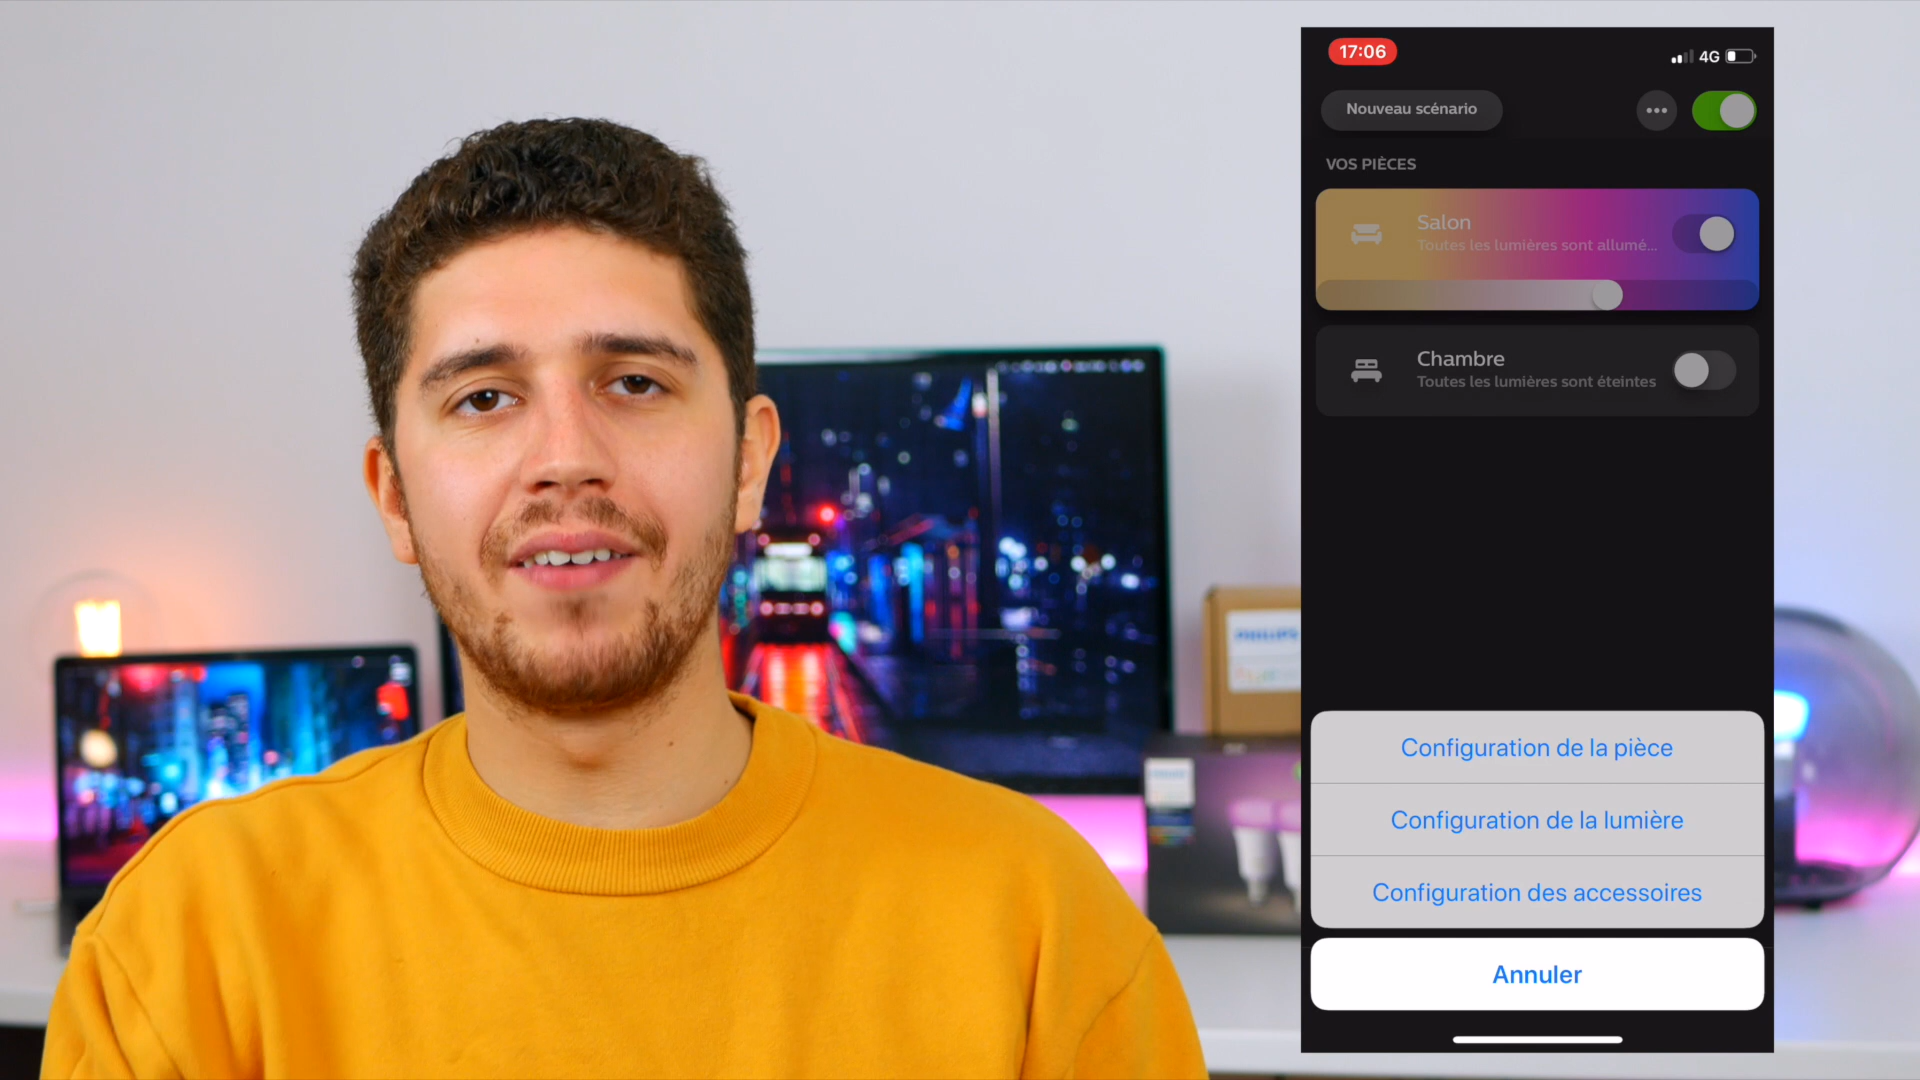 17:06
4G
Nouveau scénario
VOS PIÈCES
Salon
Toutes les lumières sont allumé...
Chambre
Toutes les lumières sont éteintes
PHILIPS
Configuration de la pièce
Configuration de la lumière
Configuration des accessoires
Annuler